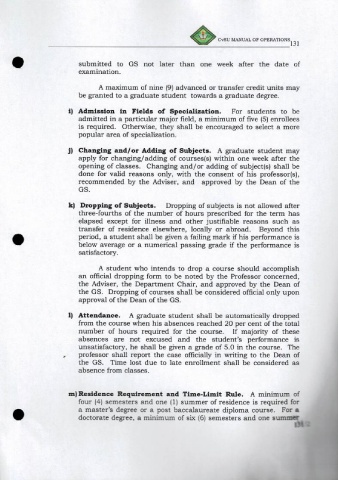 CvSU MANUAL OF OPERATIONS
131
submitted to GS not later than one week after the date of
examination.
A maximum of nine (9) advanced or transfer credit units may
be granted to a graduate student towards a graduate degree.
i) Admission in Fields of Specialization. For students to be
admitted in a particular major field, a minimum of five (5) enrollees
is required. Otherwise, they shall be encouraged to select a more
popular area of specialization.
j) Changing and/or Adding of Subjects. A graduate student may
apply for changing/adding of courses(s) within one week after the
opening of classes. Changing and/or adding of subject(s) shall be
done for valid reasons only, with the consent of his professor(s),
recommended by the Adviser, and approved by the Dean of the
GS.
k) Dropping of Subjects. Dropping of subjects is not allowed after
three-fourths of the number of hours prescribed for the term has
elapsed except for illness and other justifiable reasons such as
transfer of residence elsewhere, locally or abroad. Beyond this
period, a student shall be given a failing mark if his performance is
below average or a numerical passing grade if the performance is
satisfactory.
A student who intends to drop a course should accomplish
an official dropping form to be noted by the Professor concerned,
the Adviser, the Department Chair, and approved by the Dean of
the GS. Dropping of courses shall be considered official only upon
approval of the Dean of the GS.
l) Attendance. A graduate student shall be automatically dropped
from the course when his absences reached 20 per cent of the total
number of hours required for the course. If majority of these
absences are not excused and the student's performance is
unsatisfactory, he shall be given a grade of 5.0 in the course. The
professor shall report the case officially in writing to the Dean of
the GS. Time lost due to late enrollment shall be considered as
absence from classes.
m) Residence Requirement and Time-Limit Rule. A minimum of
four (4) semesters and one (1) summer of residence is required for
a master's degree or a post baccalaureate diploma course. For a
doctorate degree, a minimum of six (6) semesters and one summer